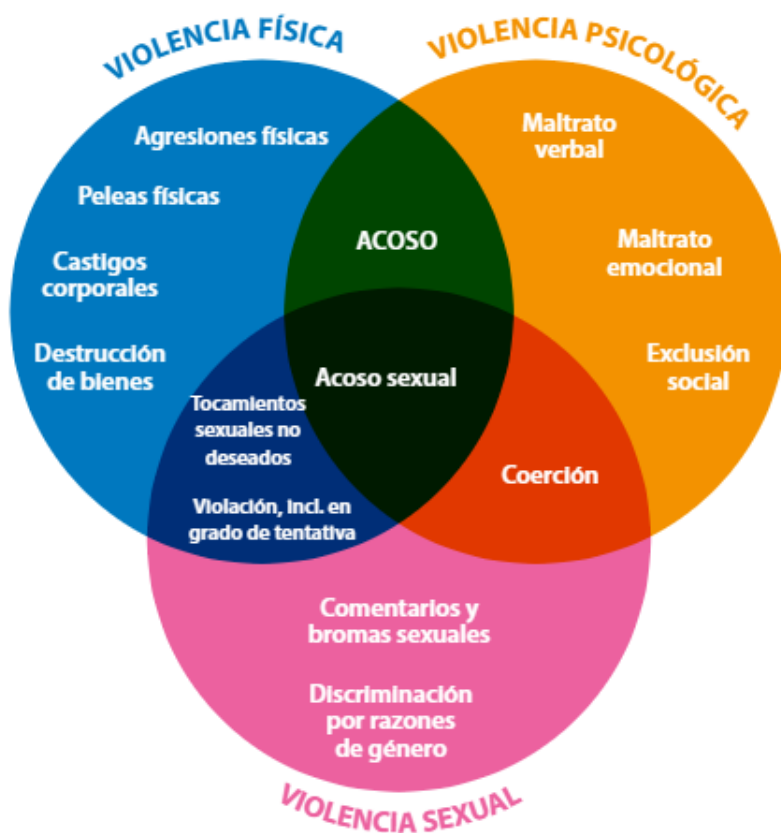 VIOLENCIA FÍSICA
VIOLENCIA PSICOLÓGICA
Agresiones físicas
Peleas físicas
Castigos
corporales
Destrucción
de bienes
ACOSO
Maltrato
verbal
Maltrato
emocional
Exclusión
social
Acoso sexual
Tocamientos
sexuales no
deseados
Violación, incl. en
grado de tentativa
Coerción
Comentarios y
bromas sexuales
Discriminación
por razones
de género
VIOLENCIA SEXUAL